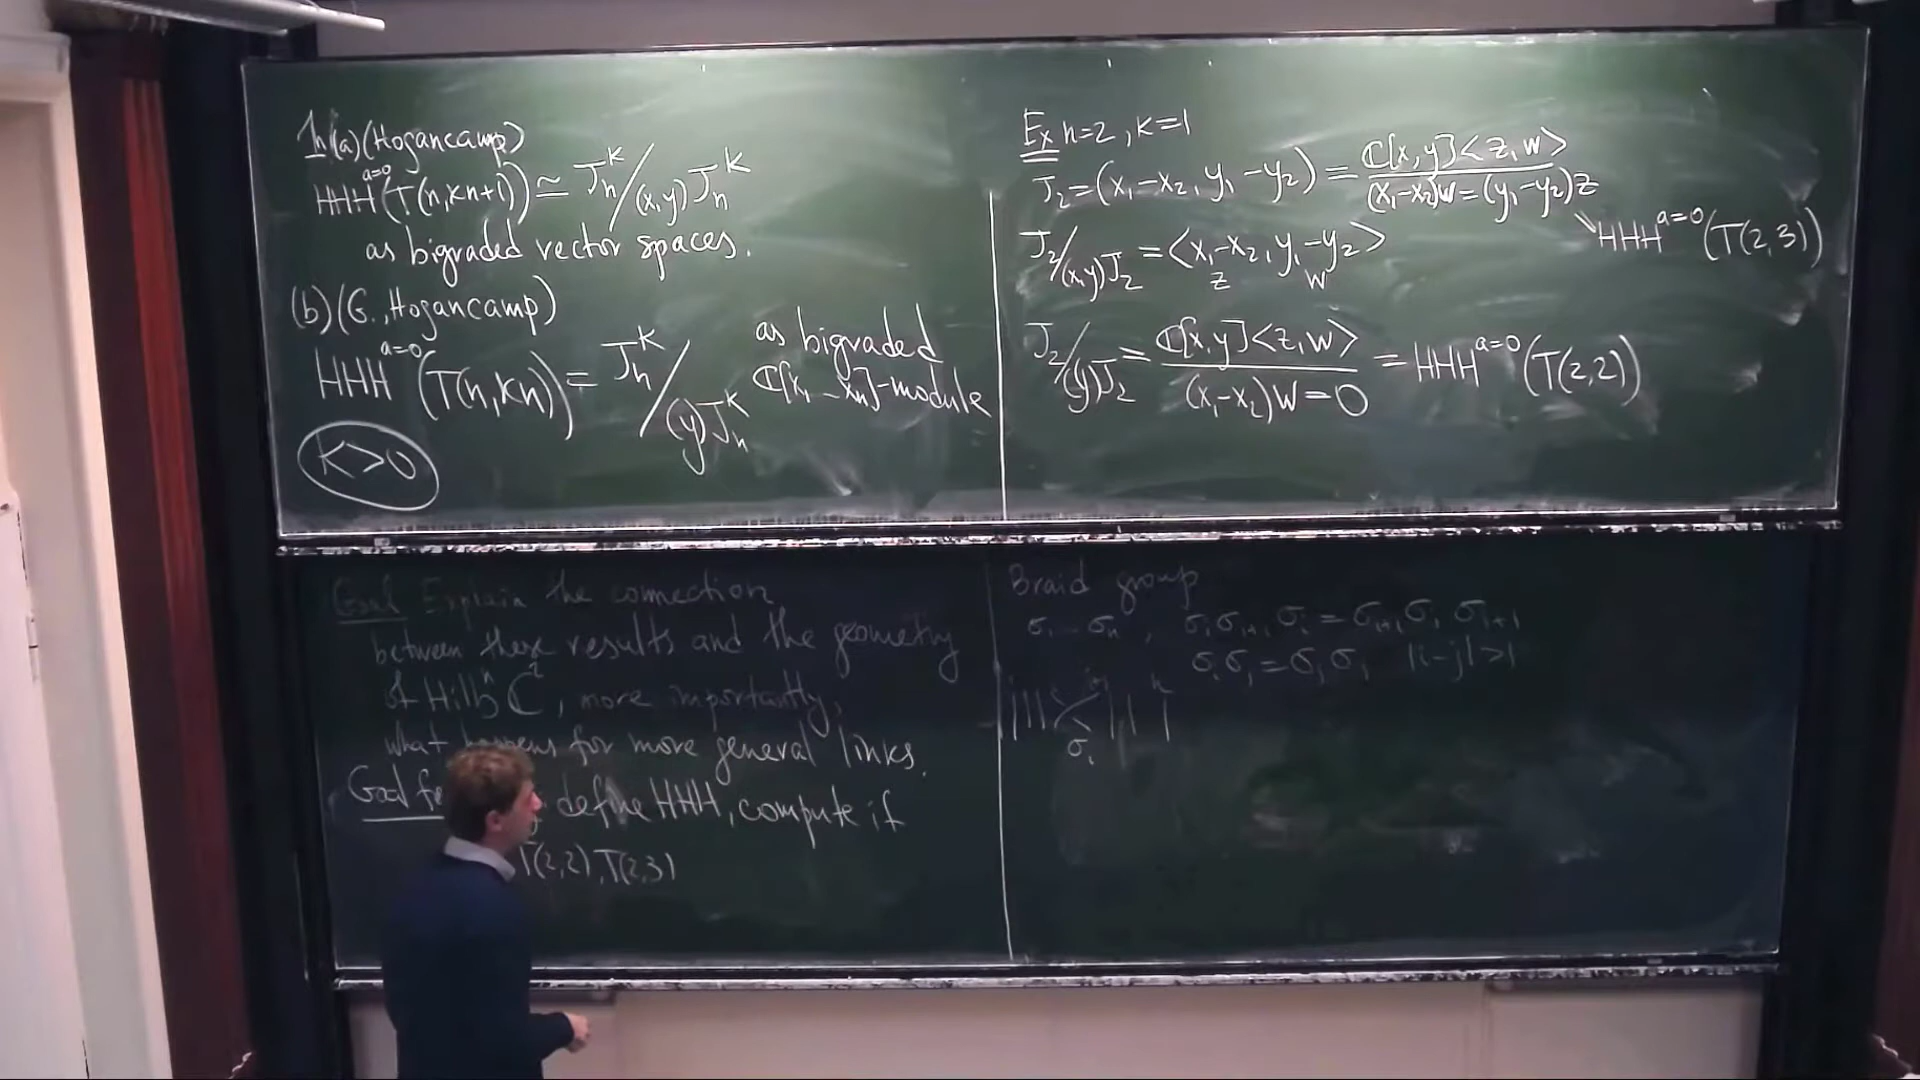 Th (a) (Hogancamp)
HHH^{a=0}(T(n,kn+1)) ≃ J_n^k/(x,y)J_n^k
as bigraded vector spaces.
(b) (G., Hogancamp)
HHH^{a=0}(T(n,kn)) = J_n^k/(y)J_n^k as bigraded C[x_1 - x_n]-module
K>0
Ex n=2, k=1
J_2 = (x_1-x_2, y_1-y_2) = C[x,y]<z,w> / (x_1-x_2)w=(y_1-y_2)z
HHH^{a=0}(T(2,3))
J_2/(x,y)J_2 = <x_1-x_2, y_1-y_2>
z w
J_2/(y)J_2 = C[x,y]<z,w> / (x_1-x_2)w=0 = HHH^{a=0}(T(2,2))
Goal Explain the connection
between these results and the geometry
of Hilb^n C^2, more importantly,
what happens for more general links.
Goal define HHH, compute if
T(2,2), T(2,3)
Braid group
σ_1 - σ_n, σ_i σ_{i+1} σ_i = σ_{i+1} σ_i σ_{i+1}
σ_i σ_j = σ_j σ_i |i-j|>1
σ_i